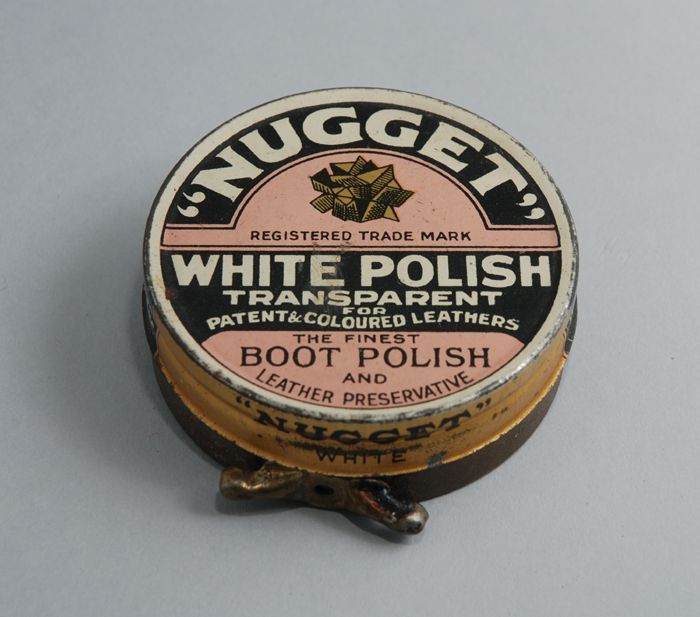 "NUGGET"
REGISTERED TRADE MARK
WHITE POLISH
TRANSPARENT
FOR
PATENT & COLOURED LEATHERS
THE FINEST
BOOT POLISH
AND
LEATHER PRESERVATIVE
"NUGGET"
WHITE